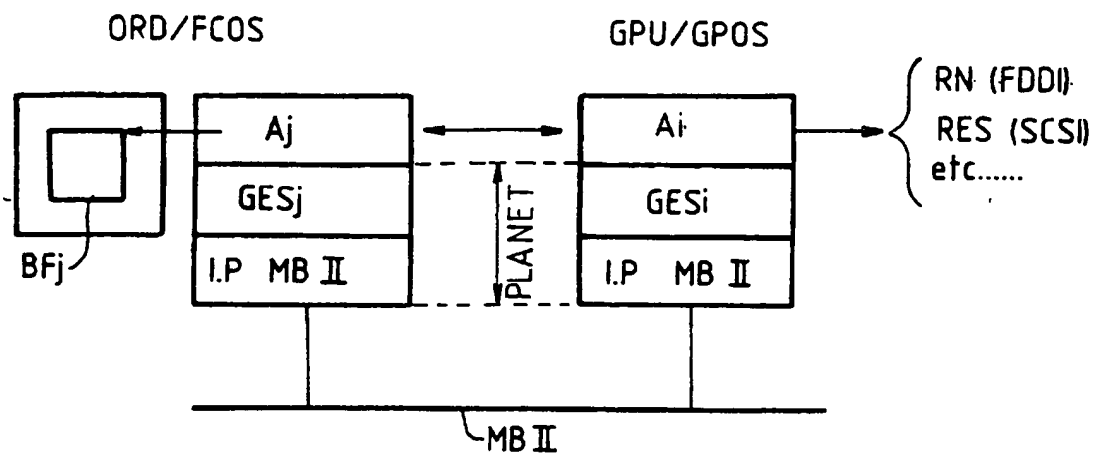 ORD/FCOS
GPU/GPOS
Aj
GESj
I.P MB II
BFj
PLANET
Ai
GESi
I.P MB II
RN (FDDI)
RES (SCSI)
etc......
MB II